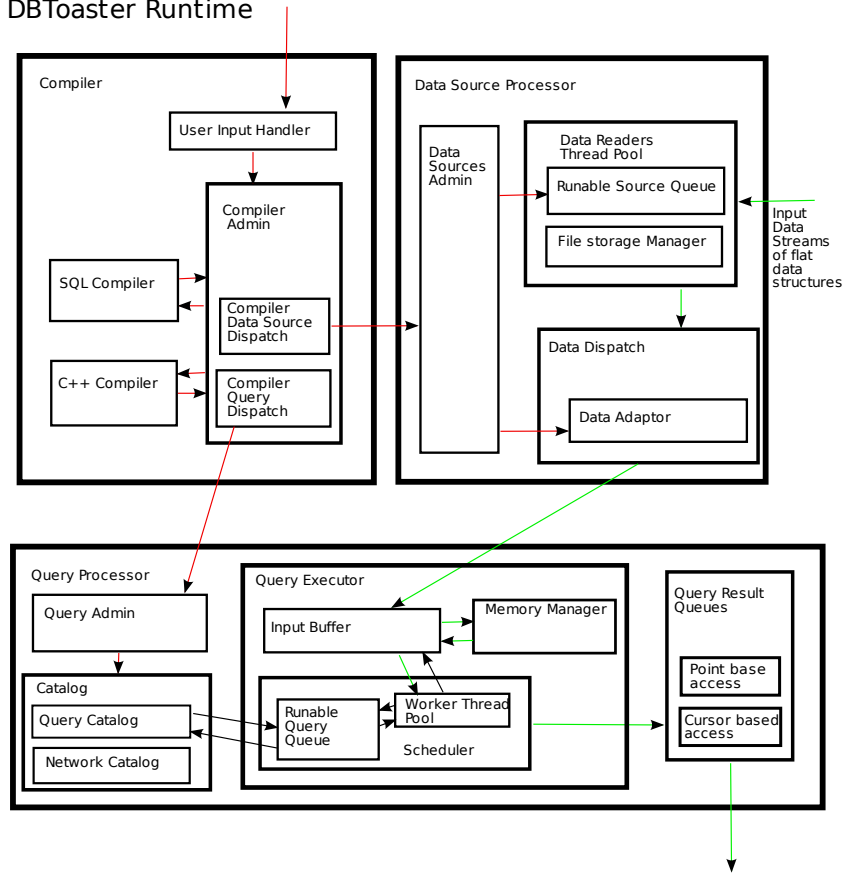 DBToaster Runtime
Compiler
User Input Handler
Compiler
Admin
SQL Compiler
Compiler
Data Source
Dispatch
C++ Compiler
Compiler
Query
Dispatch
Data Source Processor
Data
Sources
Admin
Data Readers
Thread Pool
Runable Source Queue
File storage Manager
Input
Data
Streams
of flat
data
structures
Data Dispatch
Data Adaptor
Query Processor
Query Admin
Catalog
Query Catalog
Network Catalog
Query Executor
Input Buffer
Memory Manager
Runable
Query
Queue
Worker Thread
Pool
Scheduler
Query Result
Queues
Point base
access
Cursor based
access